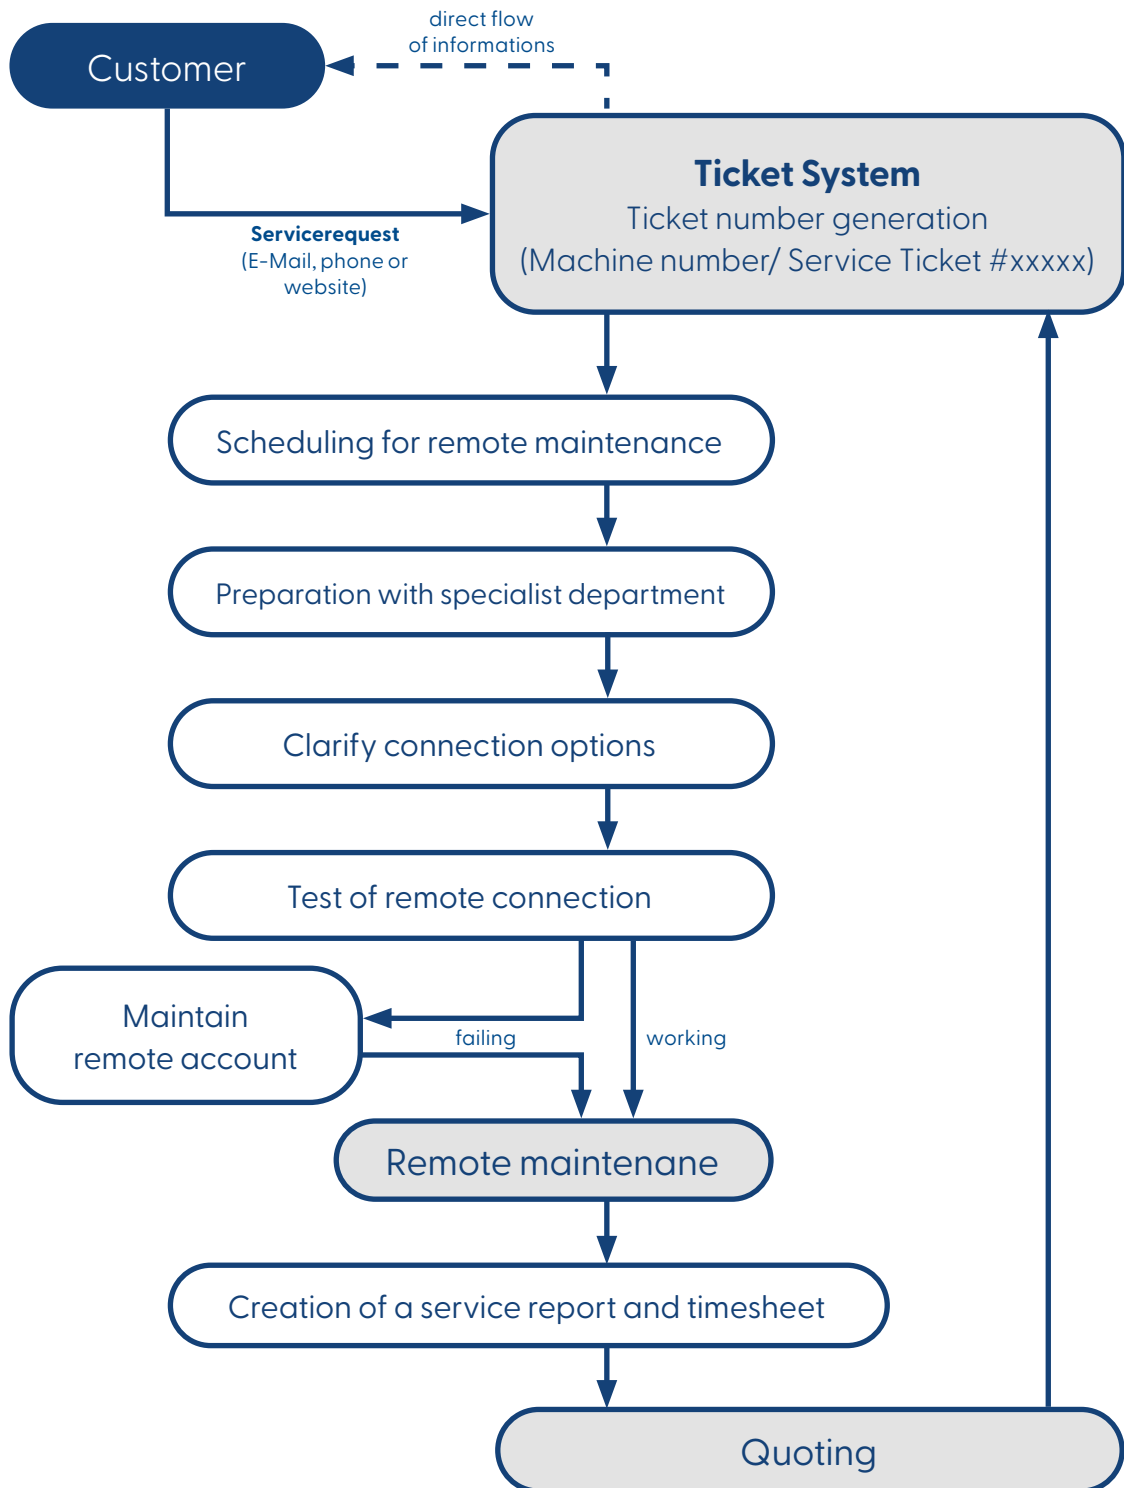 direct flow
of informations
Customer
Ticket System
Ticket number generation
(Machine number/ Service Ticket #xxxxx)
Servicerequest
(E-Mail, phone or
website)
Scheduling for remote maintenance
Preparation with specialist department
Clarify connection options
Test of remote connection
Maintain
remote account
failing
working
Remote maintenane
Creation of a service report and timesheet
Quoting